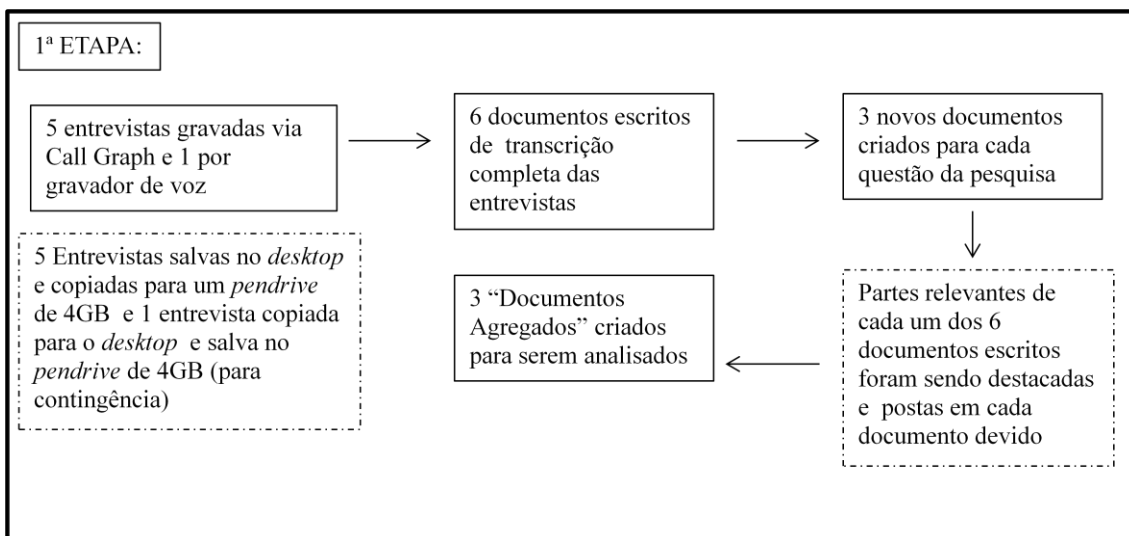 1ª ETAPA:
5 entrevistas gravadas via
Call Graph e 1 por
gravador de voz
6 documentos escritos
de transcrição
completa das
entrevistas
3 novos documentos
criados para cada
questão da pesquisa
5 Entrevistas salvas no desktop
e copiadas para um pendrive
de 4GB e 1 entrevista copiada
para o desktop e salva no
pendrive de 4GB (para
contingência)
3 “Documentos
Agregados” criados
para serem analisados
Partes relevantes de
cada um dos 6
documentos escritos
foram sendo destacadas
e postas em cada
documento devido